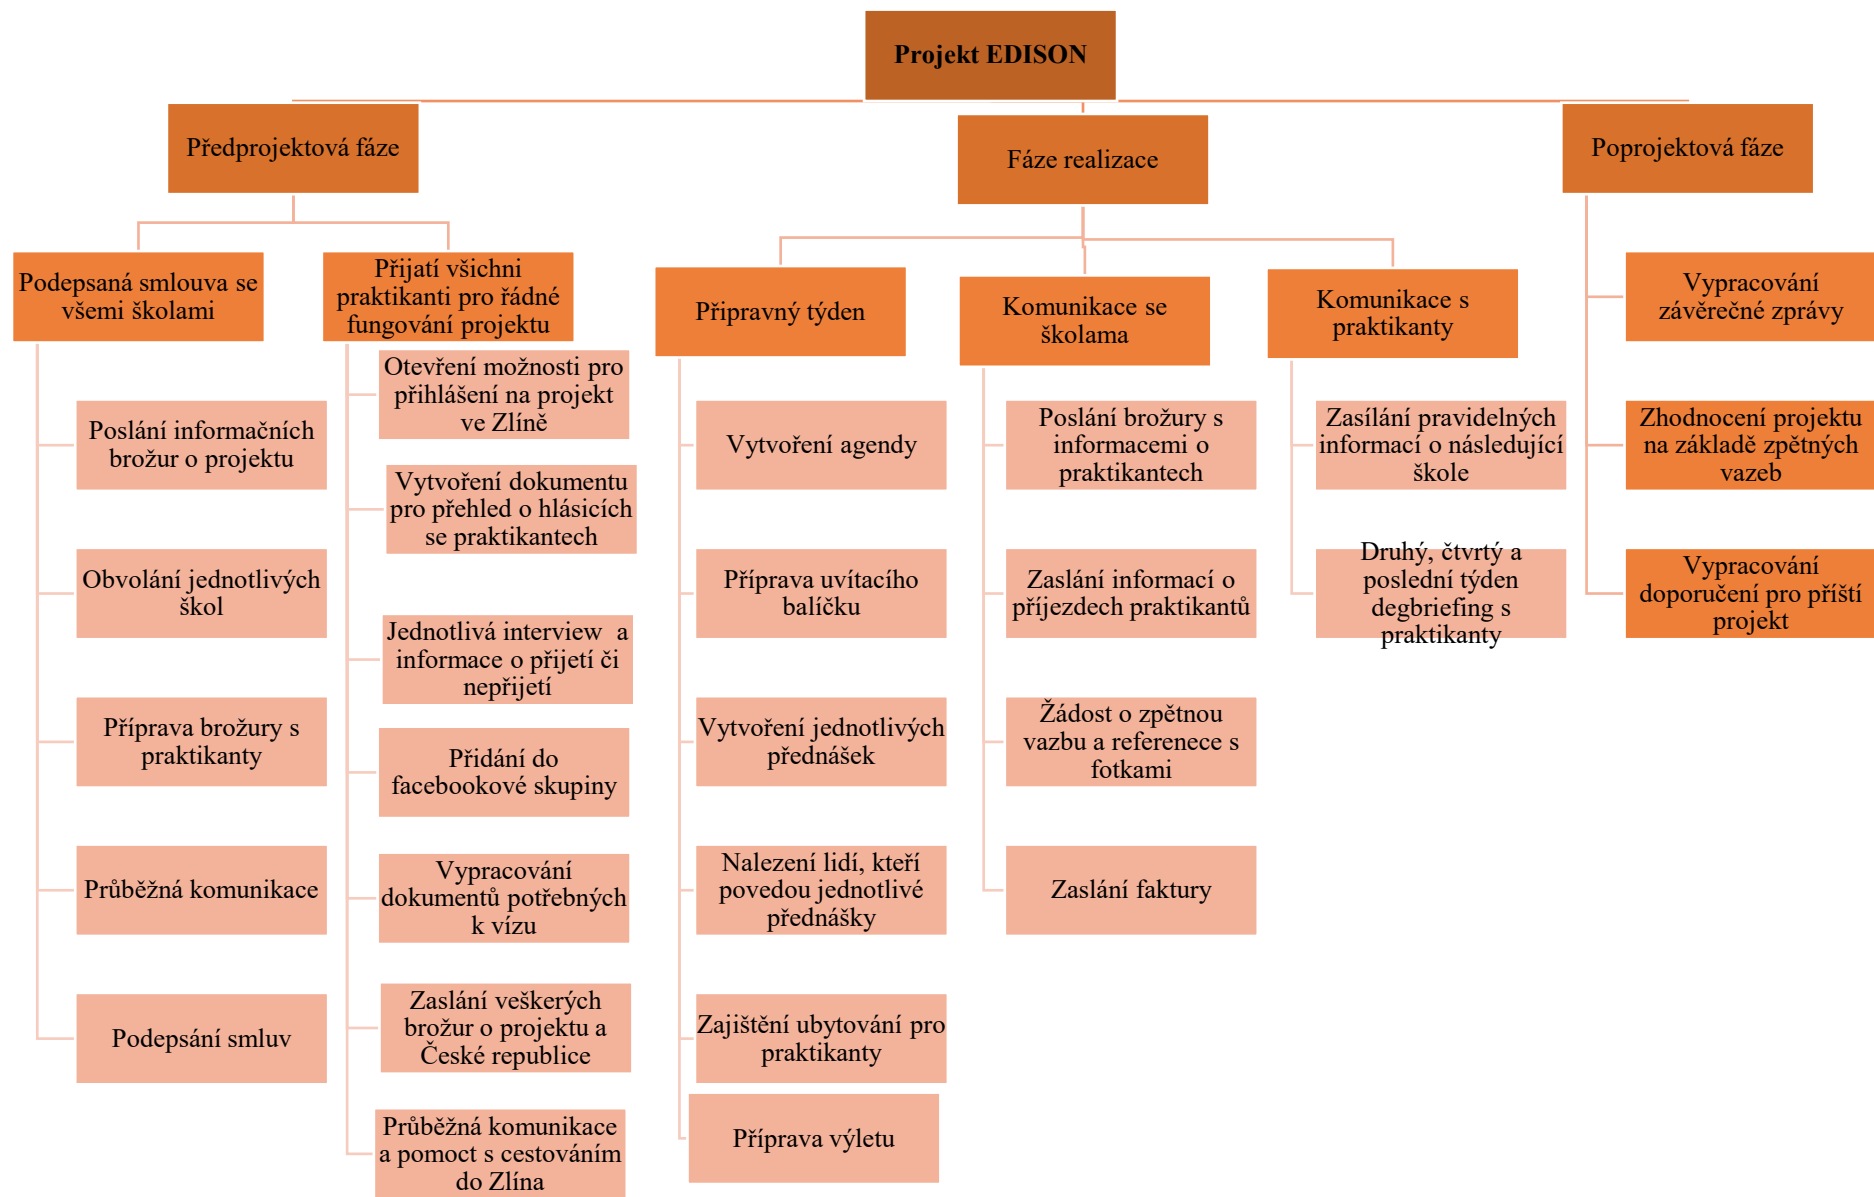 Projekt EDISON
Předprojektová fáze
Fáze realizace
Poprojektová fáze
Podepsaná smlouva se
všemi školami
Poslání informačních
brožur o projektu
Obvolání jednotlivých
škol
Příprava brožury s
praktikanty
Průběžná komunikace
Podepsání smluv
Přijatí všichni
praktikanti pro řádné
fungování projektu
Otevření možnosti pro
přihlášení na projekt
ve Zlíně
Vytvoření dokumentu
pro přehled o hlásicích
se praktikantech
Jednotlivá interview a
informace o přijetí či
nepřijetí
Přidání do
facebookové skupiny
Vypracování
dokumentů potřebných
k vízu
Zaslání veškerých
brožur o projektu a
České republice
Průběžná komunikace
a pomoct s cestováním
do Zlína
Připravný týden
Vytvoření agendy
Příprava uvítacího
balíčku
Vytvoření jednotlivých
přednášek
Nalezení lidí, kteří
povedou jednotlivé
přednášky
Zajištění ubytování pro
praktikanty
Příprava výletu
Komunikace se
školama
Poslání brožury s
informacemi o
praktikantech
Zaslání informací o
příjezdech praktikantů
Žádost o zpětnou
vazbu a referenece s
fotkami
Zaslání faktury
Komunikace s
praktikanty
Zasílání pravidelných
informací o následující
škole
Druhý, čtvrtý a
poslední týden
degbriefing s
praktikanty
Vypracování
závěrečné zprávy
Zhodnocení projektu
na základě zpětných
vazeb
Vypracování
doporučení pro příští
projekt